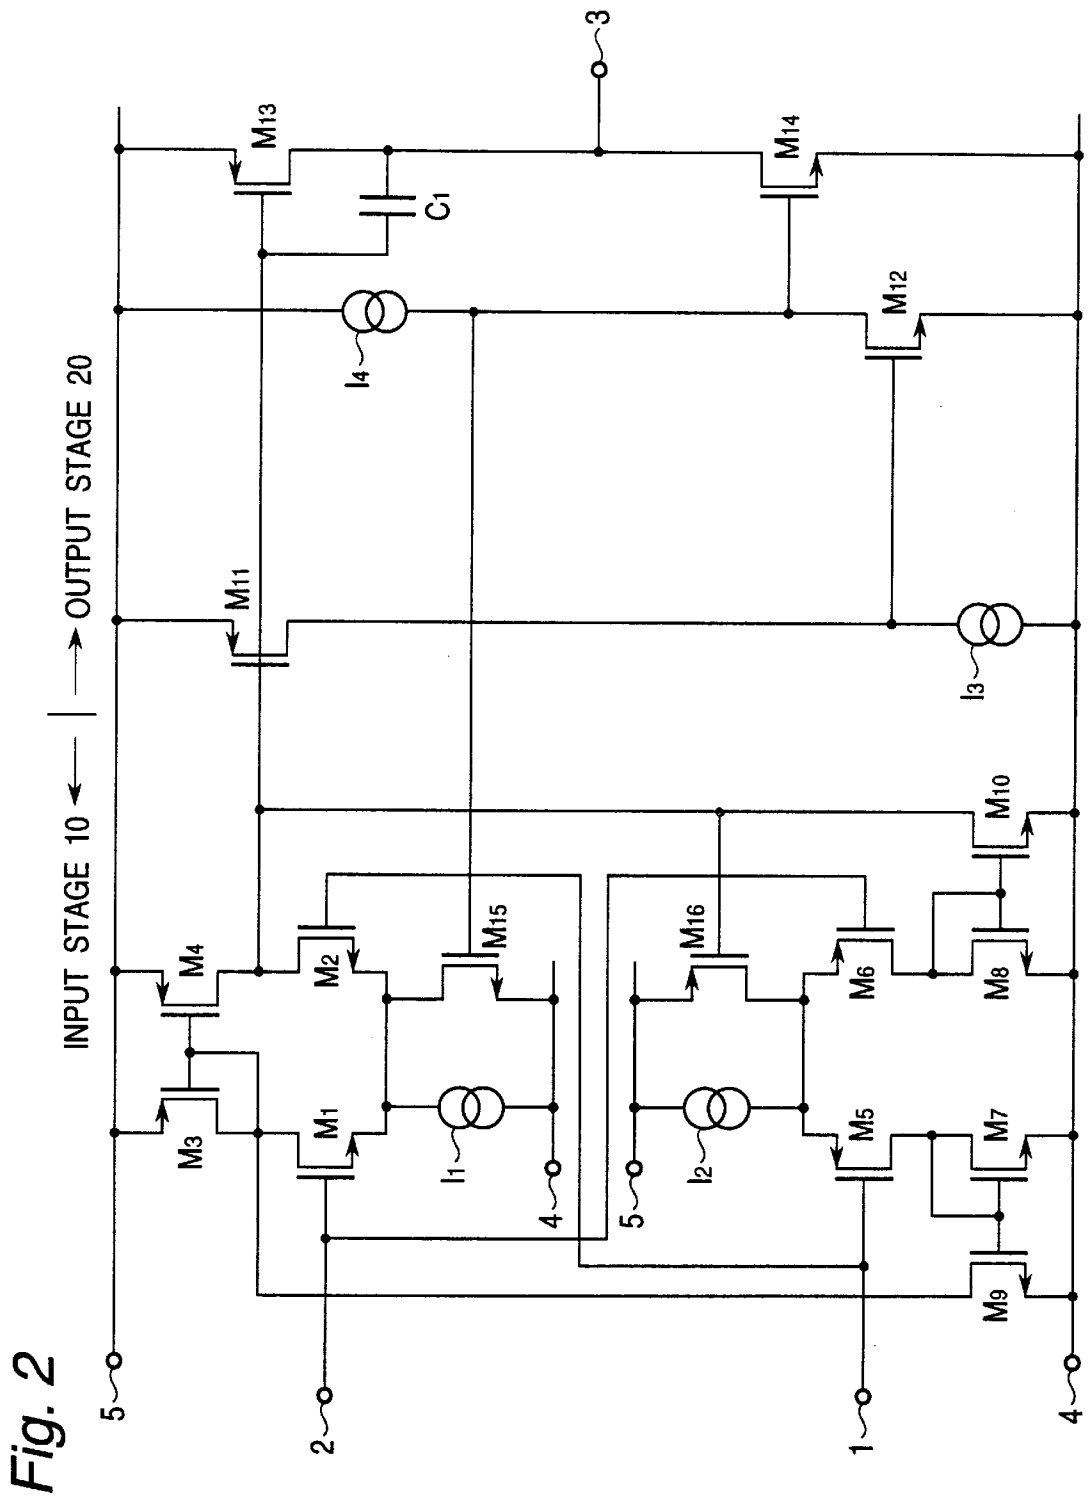 Fig. 2
INPUT STAGE 10 ← | → OUTPUT STAGE 20
5
M3
M4
M11
M13
C1
I4
3
2
M1
M2
I1
M15
4
5
I2
M16
M12
M14
1
M5
M6
M7
M8
M9
M10
I3
4